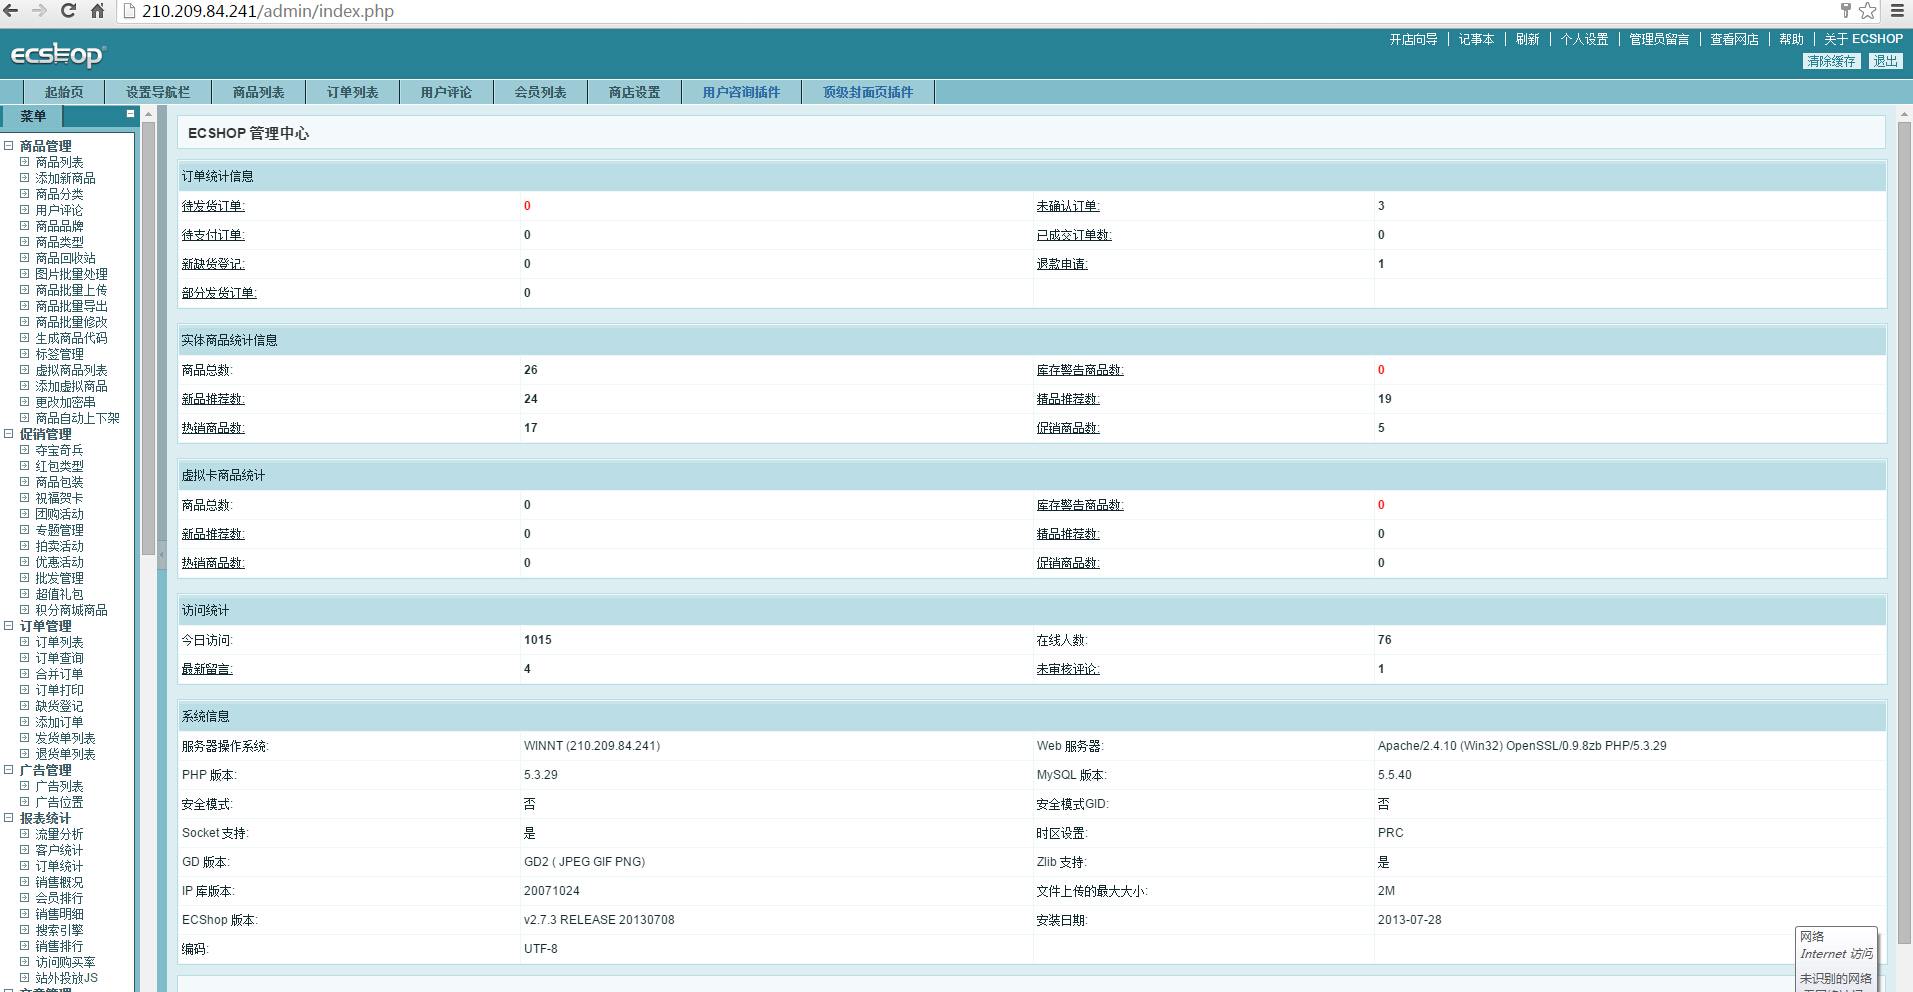 210.209.84.241/admin/index.php
ecshop
开店向导 记事本 刷新 个人设置 管理员留言 查看网店 帮助 关于 ECSHOP
清除缓存 退出
起始页 设置导航栏 商品列表 订单列表 用户评论 会员列表 商店设置 用户咨询插件 顶级封面页插件
菜单
商品管理
商品列表
添加新商品
商品分类
用户评论
商品品牌
商品类型
商品回收站
图片批量处理
商品批量上传
商品批量导出
商品批量修改
生成商品代码
标签管理
虚拟商品列表
添加虚拟商品
更改加密串
商品自动上下架
促销管理
夺宝奇兵
红包类型
商品包装
祝福贺卡
团购活动
专题管理
拍卖活动
优惠活动
批发管理
超值礼包
积分商城商品
订单管理
订单列表
订单查询
合并订单
订单打印
缺货登记
添加订单
发货单列表
退货单列表
广告管理
广告列表
广告位置
报表统计
流量分析
客户统计
订单统计
销售概况
会员排行
销售明细
搜索引擎
销售排行
访问购买率
站外投放JS
ECSHOP 管理中心
订单统计信息
待发货订单: 0 未确认订单: 3
待支付订单: 0 已成交订单数: 0
新缺货登记: 0 退款申请: 1
部分发货订单: 0
实体商品统计信息
商品总数: 26 库存警告商品数: 0
新品推荐数: 24 精品推荐数: 19
热销商品数: 17 促销商品数: 5
虚拟卡商品统计
商品总数: 0 库存警告商品数: 0
新品推荐数: 0 精品推荐数: 0
热销商品数: 0 促销商品数: 0
访问统计
今日访问: 1015 在线人数: 76
最新留言: 4 未审核评论: 1
系统信息
服务器操作系统: WINNT (210.209.84.241) Web 服务器: Apache/2.4.10 (Win32) OpenSSL/0.9.8zb PHP/5.3.29
PHP 版本: 5.3.29 MySQL 版本: 5.5.40
安全模式: 否 安全模式GID: 否
Socket 支持: 是 时区设置: PRC
GD 版本: GD2 ( JPEG GIF PNG) Zlib 支持: 是
IP 库版本: 20071024 文件上传的最大大小: 2M
ECShop 版本: v2.7.3 RELEASE 20130708 安装日期: 2013-07-28
编码: UTF-8
网络
Internet 访问
未识别的网络